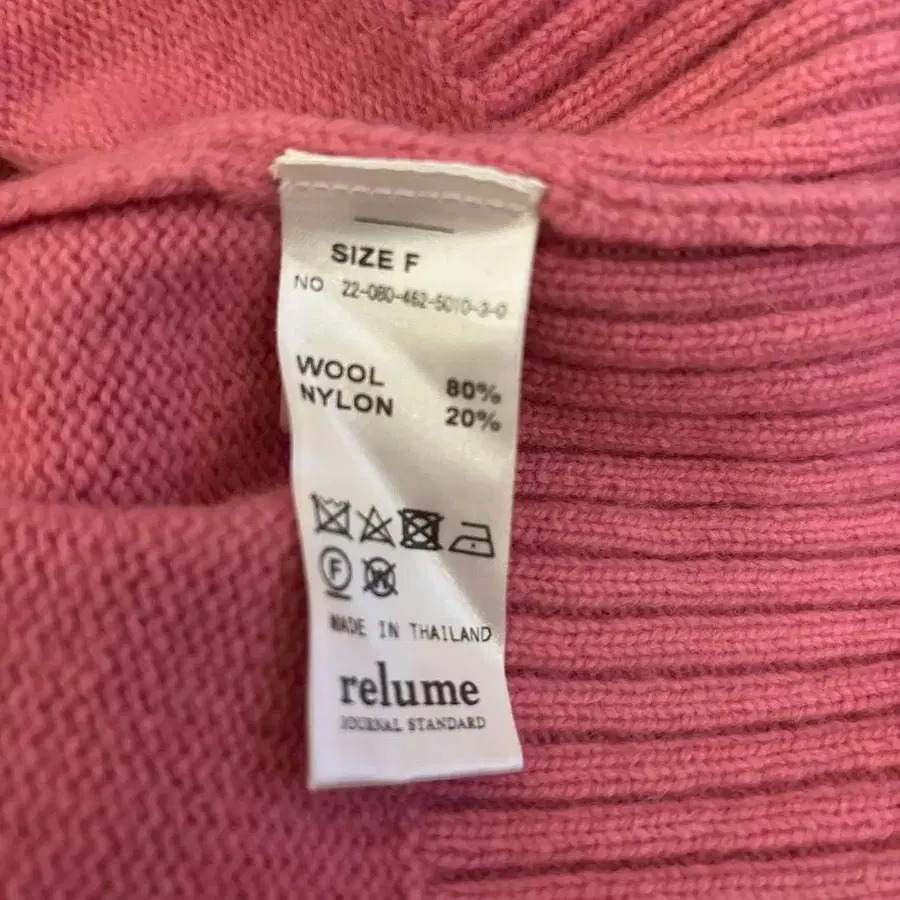 SIZE F
NO. 22-080-462-5010-3-0
WOOL 80%
NYLON 20%
F W
MADE IN THAILAND
relume
JOURNAL STANDARD